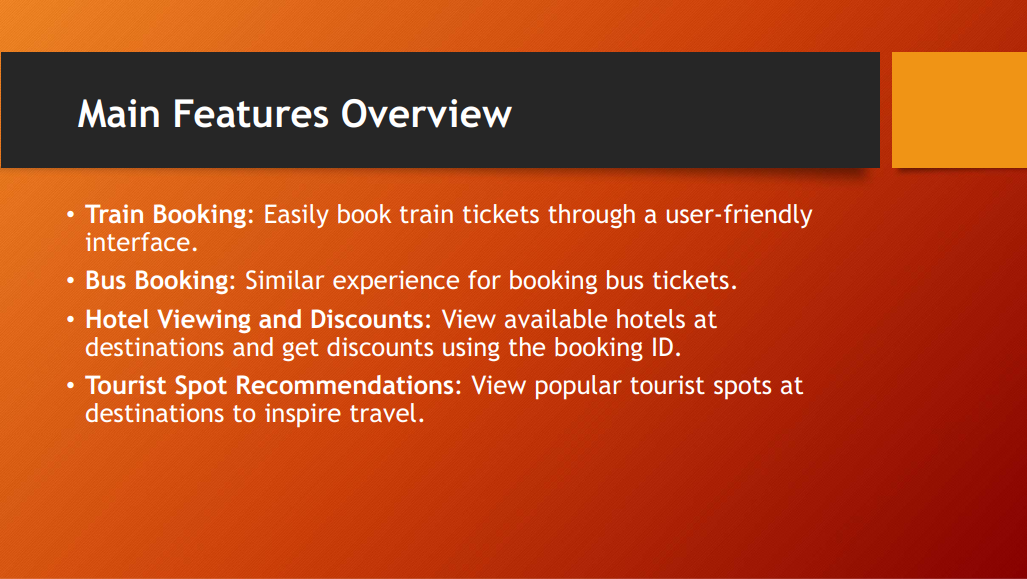 Main Features Overview
• Train Booking: Easily book train tickets through a user-friendly
interface.
• Bus Booking: Similar experience for booking bus tickets.
• Hotel Viewing and Discounts: View available hotels at
destinations and get discounts using the booking ID.
• Tourist Spot Recommendations: View popular tourist spots at
destinations to inspire travel.